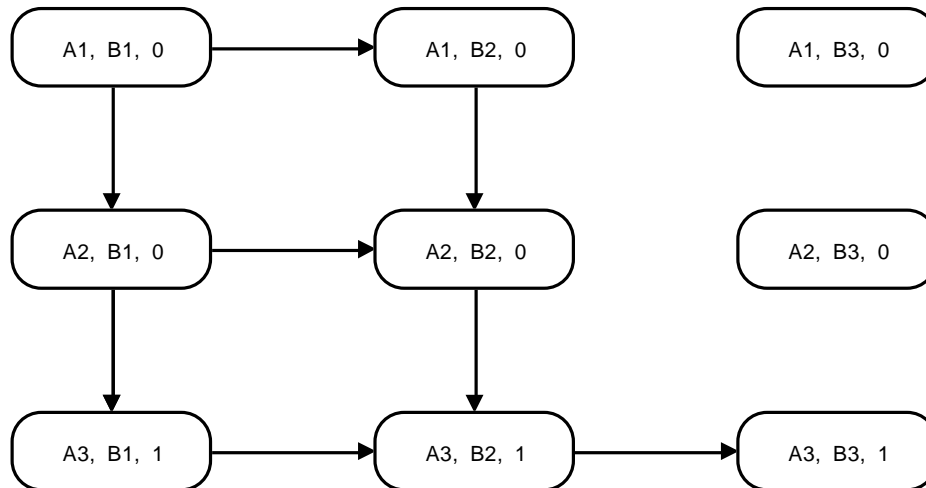 A1, B1, 0
A1, B2, 0
A1, B3, 0
A2, B1, 0
A2, B2, 0
A2, B3, 0
A3, B1, 1
A3, B2, 1
A3, B3, 1